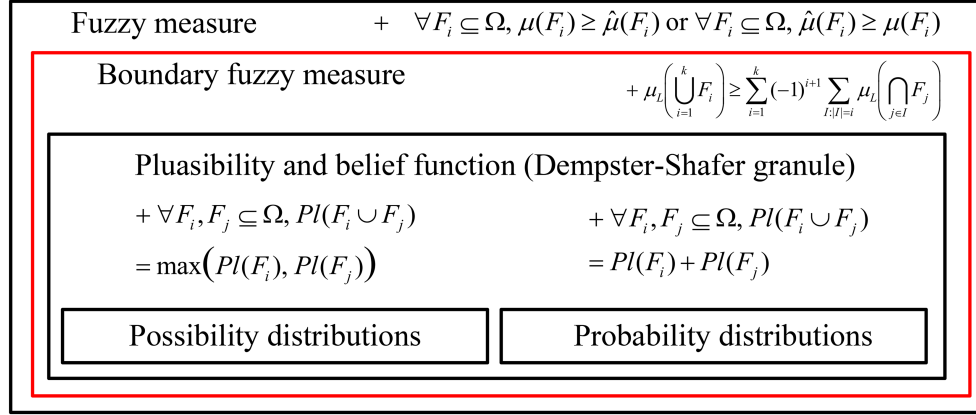 Fuzzy measure + ∀F_i ⊆ Ω, μ(F_i) ≥ μ̂(F_i) or ∀F_i ⊆ Ω, μ̂(F_i) ≥ μ(F_i)
Boundary fuzzy measure + μ_L(⋃_{i=1}^{k} F_i) ≥ ∑_{i=1}^{k} (-1)^{i+1} ∑_{I:|I|=i} μ_L(⋂_{j∈I} F_j)
Pluasibility and belief function (Dempster-Shafer granule)
+ ∀F_i, F_j ⊆ Ω, Pl(F_i ∪ F_j) + ∀F_i, F_j ⊆ Ω, Pl(F_i ∪ F_j)
= max(Pl(F_i), Pl(F_j)) = Pl(F_i) + Pl(F_j)
Possibility distributions Probability distributions